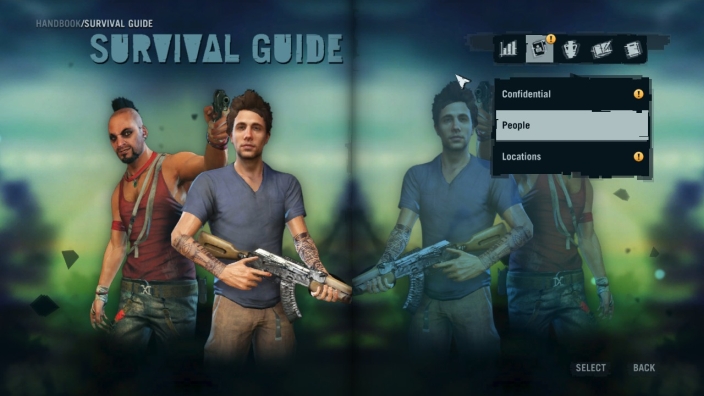 HANDBOOK/SURVIVAL GUIDE
SURVIVAL GUIDE
Confidential
People
Locations
SELECT BACK